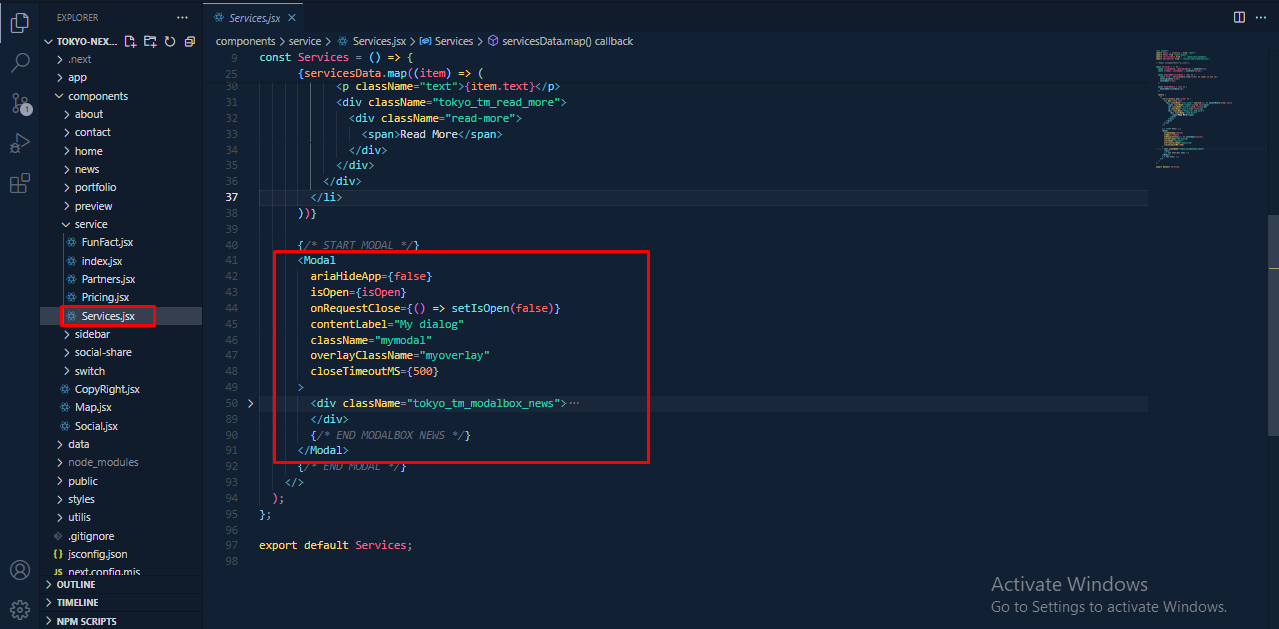 EXPLORER
TOKYO-NEX...
.next
app
components
about
contact
home
news
portfolio
preview
service
FunFact.jsx
index.jsx
Partners.jsx
Pricing.jsx
Services.jsx
sidebar
social-share
switch
CopyRight.jsx
Map.jsx
Social.jsx
data
node_modules
public
styles
utilis
.gitignore
{} jsconfig.json
JS next.config.mjs
OUTLINE
TIMELINE
NPM SCRIPTS
1
Services.jsx
components > service > Services.jsx > Services > servicesData.map() callback
9 const Services = () => {
25 {servicesData.map((item) => (
30 <p className="text">{item.text}</p>
31 <div className="tokyo_tm_read_more">
32 <div className="read-more">
33 <span>Read More</span>
34 </div>
35 </div>
36 </div>
37 </li>
38 ))}
39
40 {/* START MODAL */}
41 <Modal
42 ariaHideApp={false}
43 isOpen={isOpen}
44 onRequestClose={() => setIsOpen(false)}
45 contentLabel="My dialog"
46 className="mymodal"
47 overlayClassName="myoverlay"
48 closeTimeoutMS={500}
49 >
50 <div className="tokyo_tm_modalbox_news">···
89 </div>
90 {/* END MODALBOX NEWS */}
91 </Modal>
92 {/* END MODAL */}
93 </>
94 );
95 };
96
97 export default Services;
98
Activate Windows
Go to Settings to activate Windows.